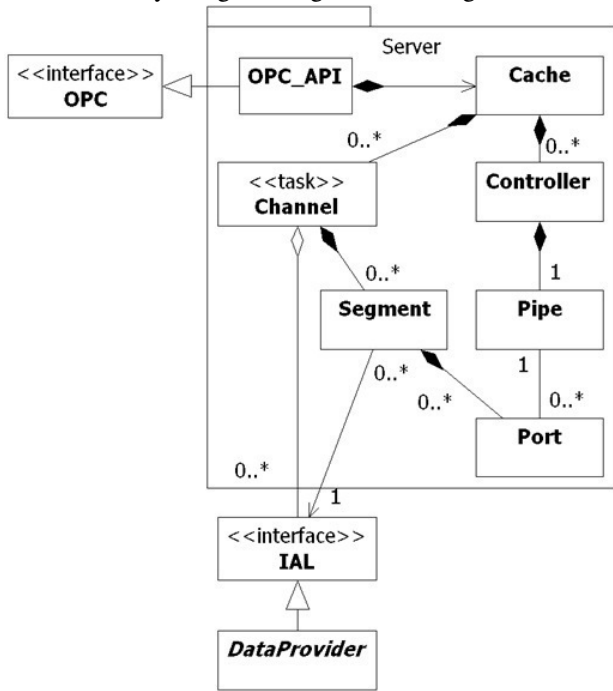 Server
<<interface>>
OPC
OPC_API
Cache
0..*
0..*
<<task>>
Channel
Controller
0..*
1
Segment
Pipe
0..*
1
0..*
0..*
Port
0..*
1
<<interface>>
IAL
DataProvider